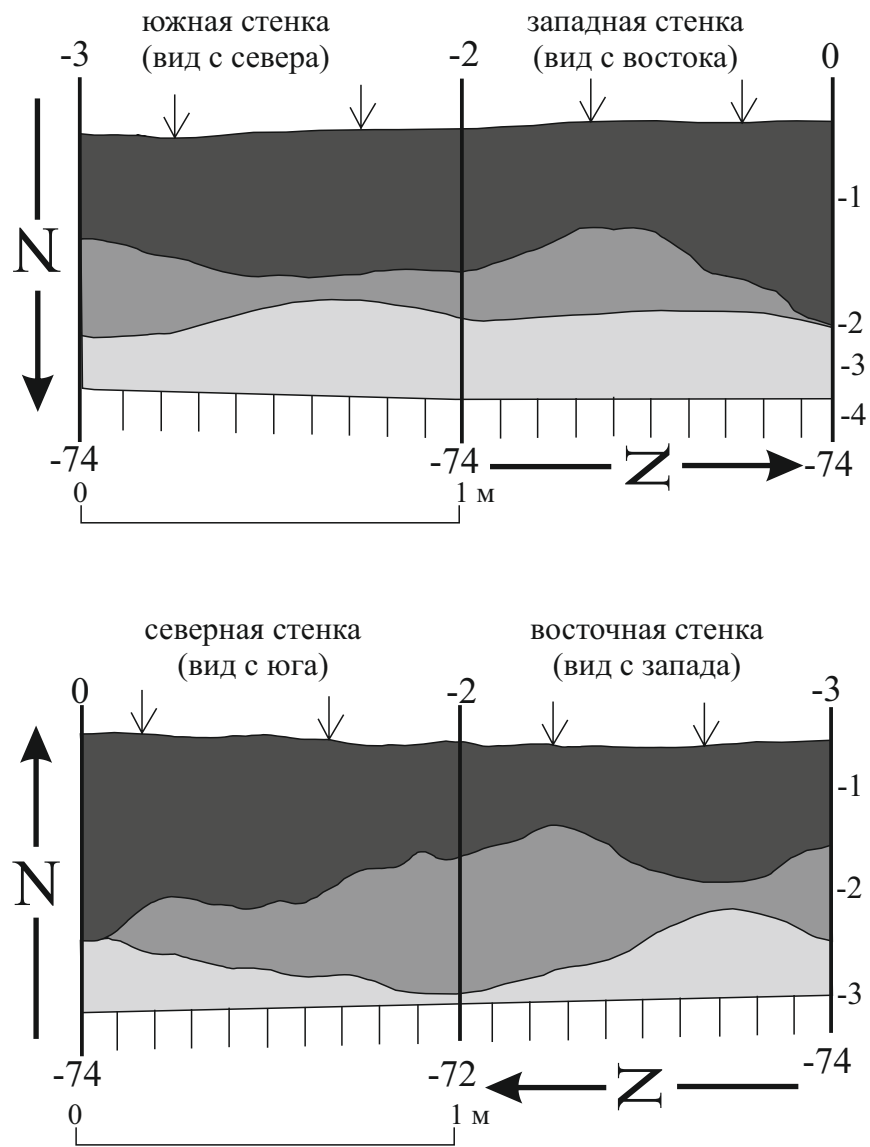 южная стенка
(вид с севера)
западная стенка
(вид с востока)
-3
-2
0
-1
N
-2
-3
-4
-74
-74
N
-74
0
1 м
северная стенка
(вид с юга)
восточная стенка
(вид с запада)
0
-2
-3
-1
N
-2
-3
-74
-72
N
-74
0
1 м